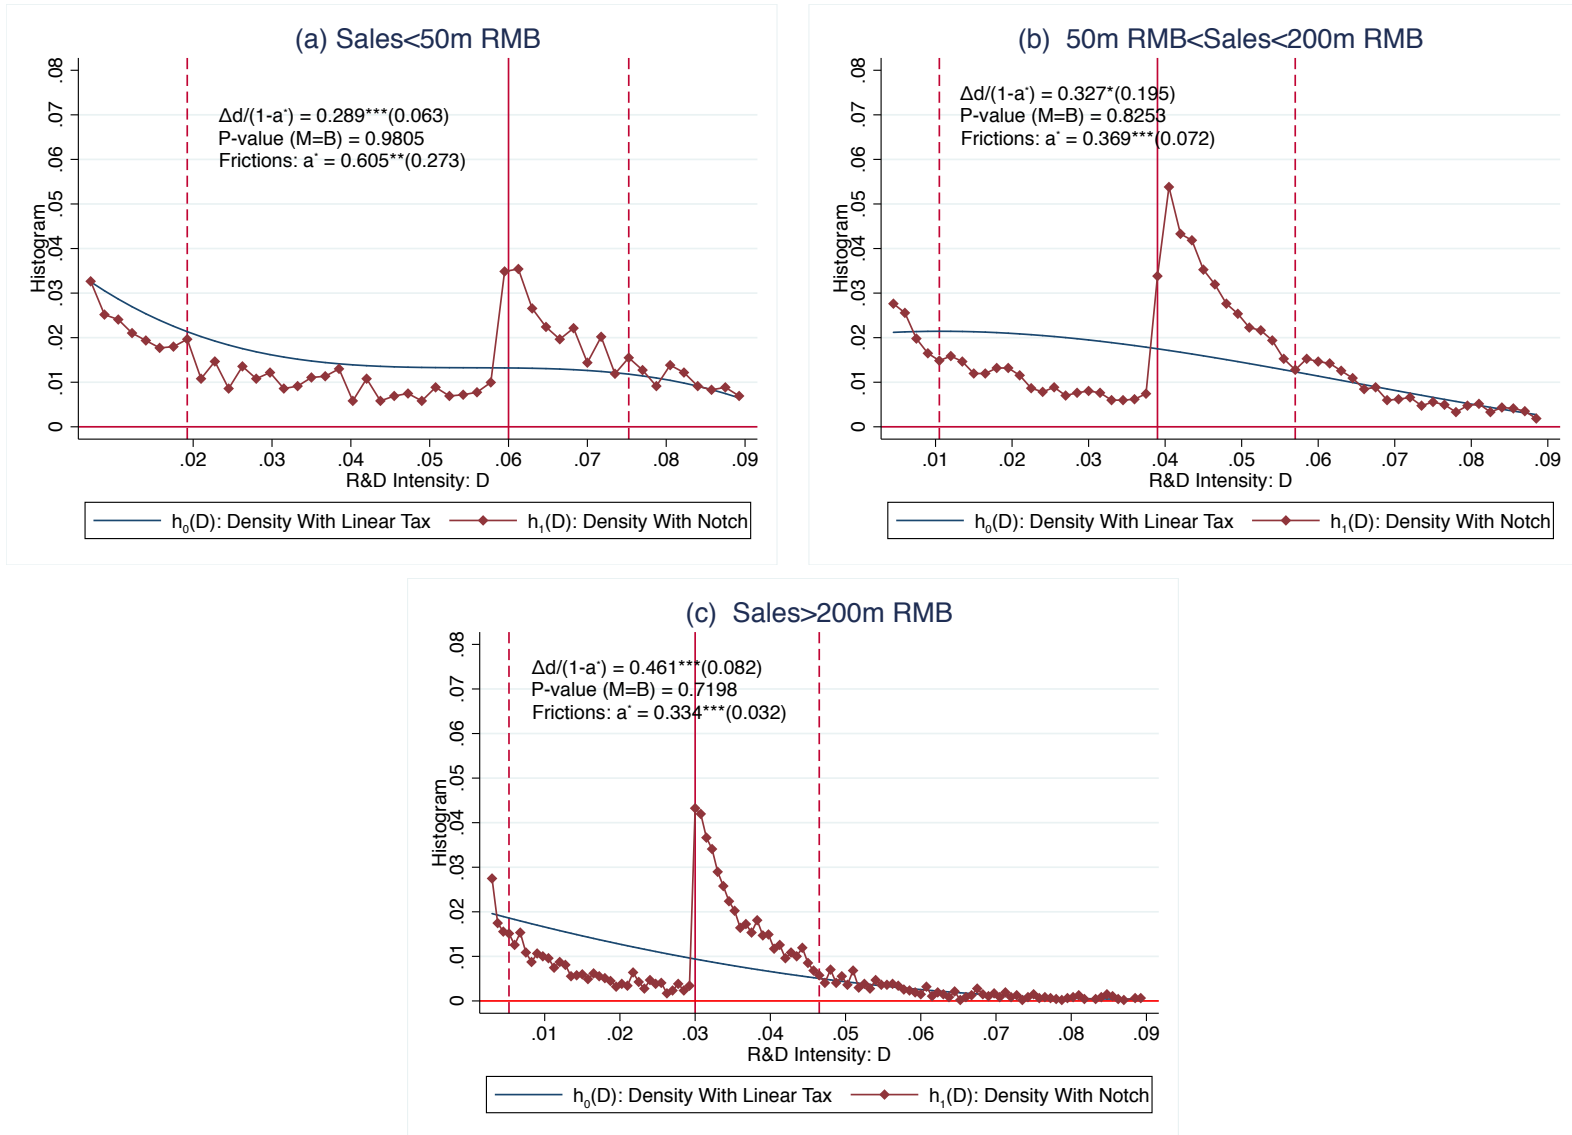 (a) Sales<50m RMB
Δd/(1-a*) = 0.289***(0.063)
P-value (M=B) = 0.9805
Frictions: a* = 0.605**(0.273)
Histogram
.08
.07
.06
.05
.04
.03
.02
.01
0
.02 .03 .04 .05 .06 .07 .08 .09
R&D Intensity: D
h₀(D): Density With Linear Tax h₁(D): Density With Notch
(b) 50m RMB<Sales<200m RMB
Δd/(1-a*) = 0.327*(0.195)
P-value (M=B) = 0.8253
Frictions: a* = 0.369***(0.072)
Histogram
.08
.07
.06
.05
.04
.03
.02
.01
0
.01 .02 .03 .04 .05 .06 .07 .08 .09
R&D Intensity: D
h₀(D): Density With Linear Tax h₁(D): Density With Notch
(c) Sales>200m RMB
Δd/(1-a*) = 0.461***(0.082)
P-value (M=B) = 0.7198
Frictions: a* = 0.334***(0.032)
Histogram
.08
.07
.06
.05
.04
.03
.02
.01
0
.01 .02 .03 .04 .05 .06 .07 .08 .09
R&D Intensity: D
h₀(D): Density With Linear Tax h₁(D): Density With Notch